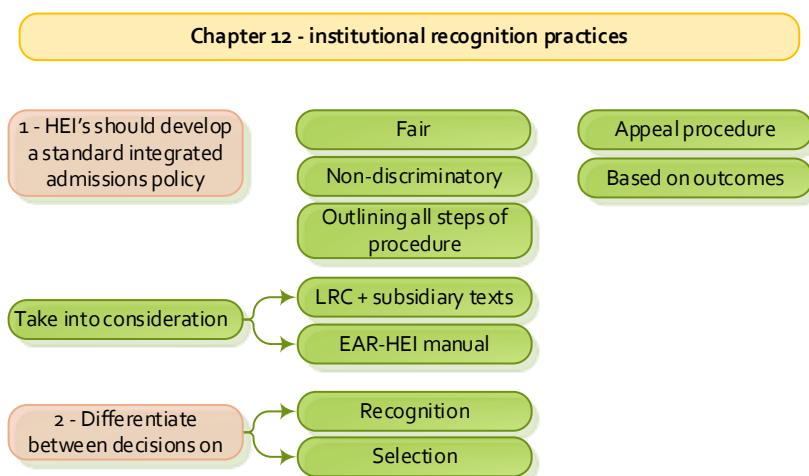 Chapter 12 - institutional recognition practices
1 - HEI's should develop
a standard integrated
admissions policy
Fair
Non-discriminatory
Outlining all steps of
procedure
Appeal procedure
Based on outcomes
Take into consideration
LRC + subsidiary texts
EAR-HEI manual
2 - Differentiate
between decisions on
Recognition
Selection